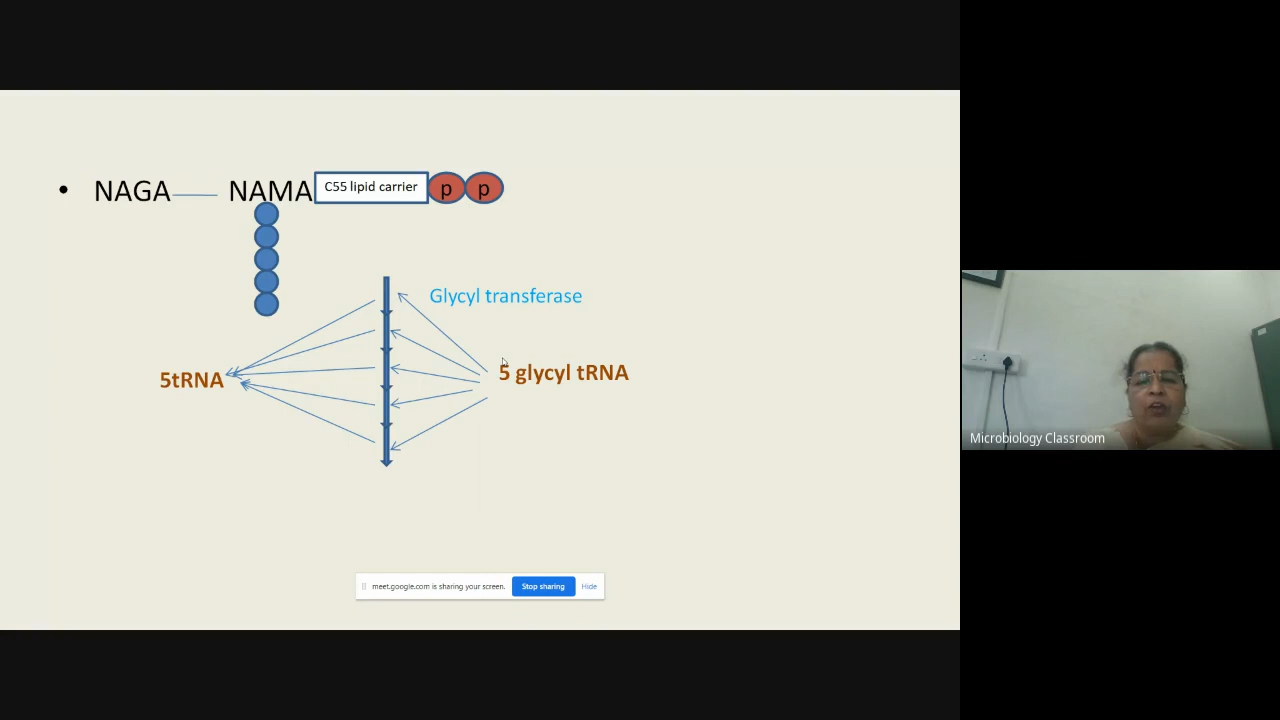 NAGA NAMA C55 lipid carrier p p
Glycyl transferase
5 glycyl tRNA
5tRNA
Microbiology Classroom
meet.google.com is sharing your screen. Stop sharing Hide